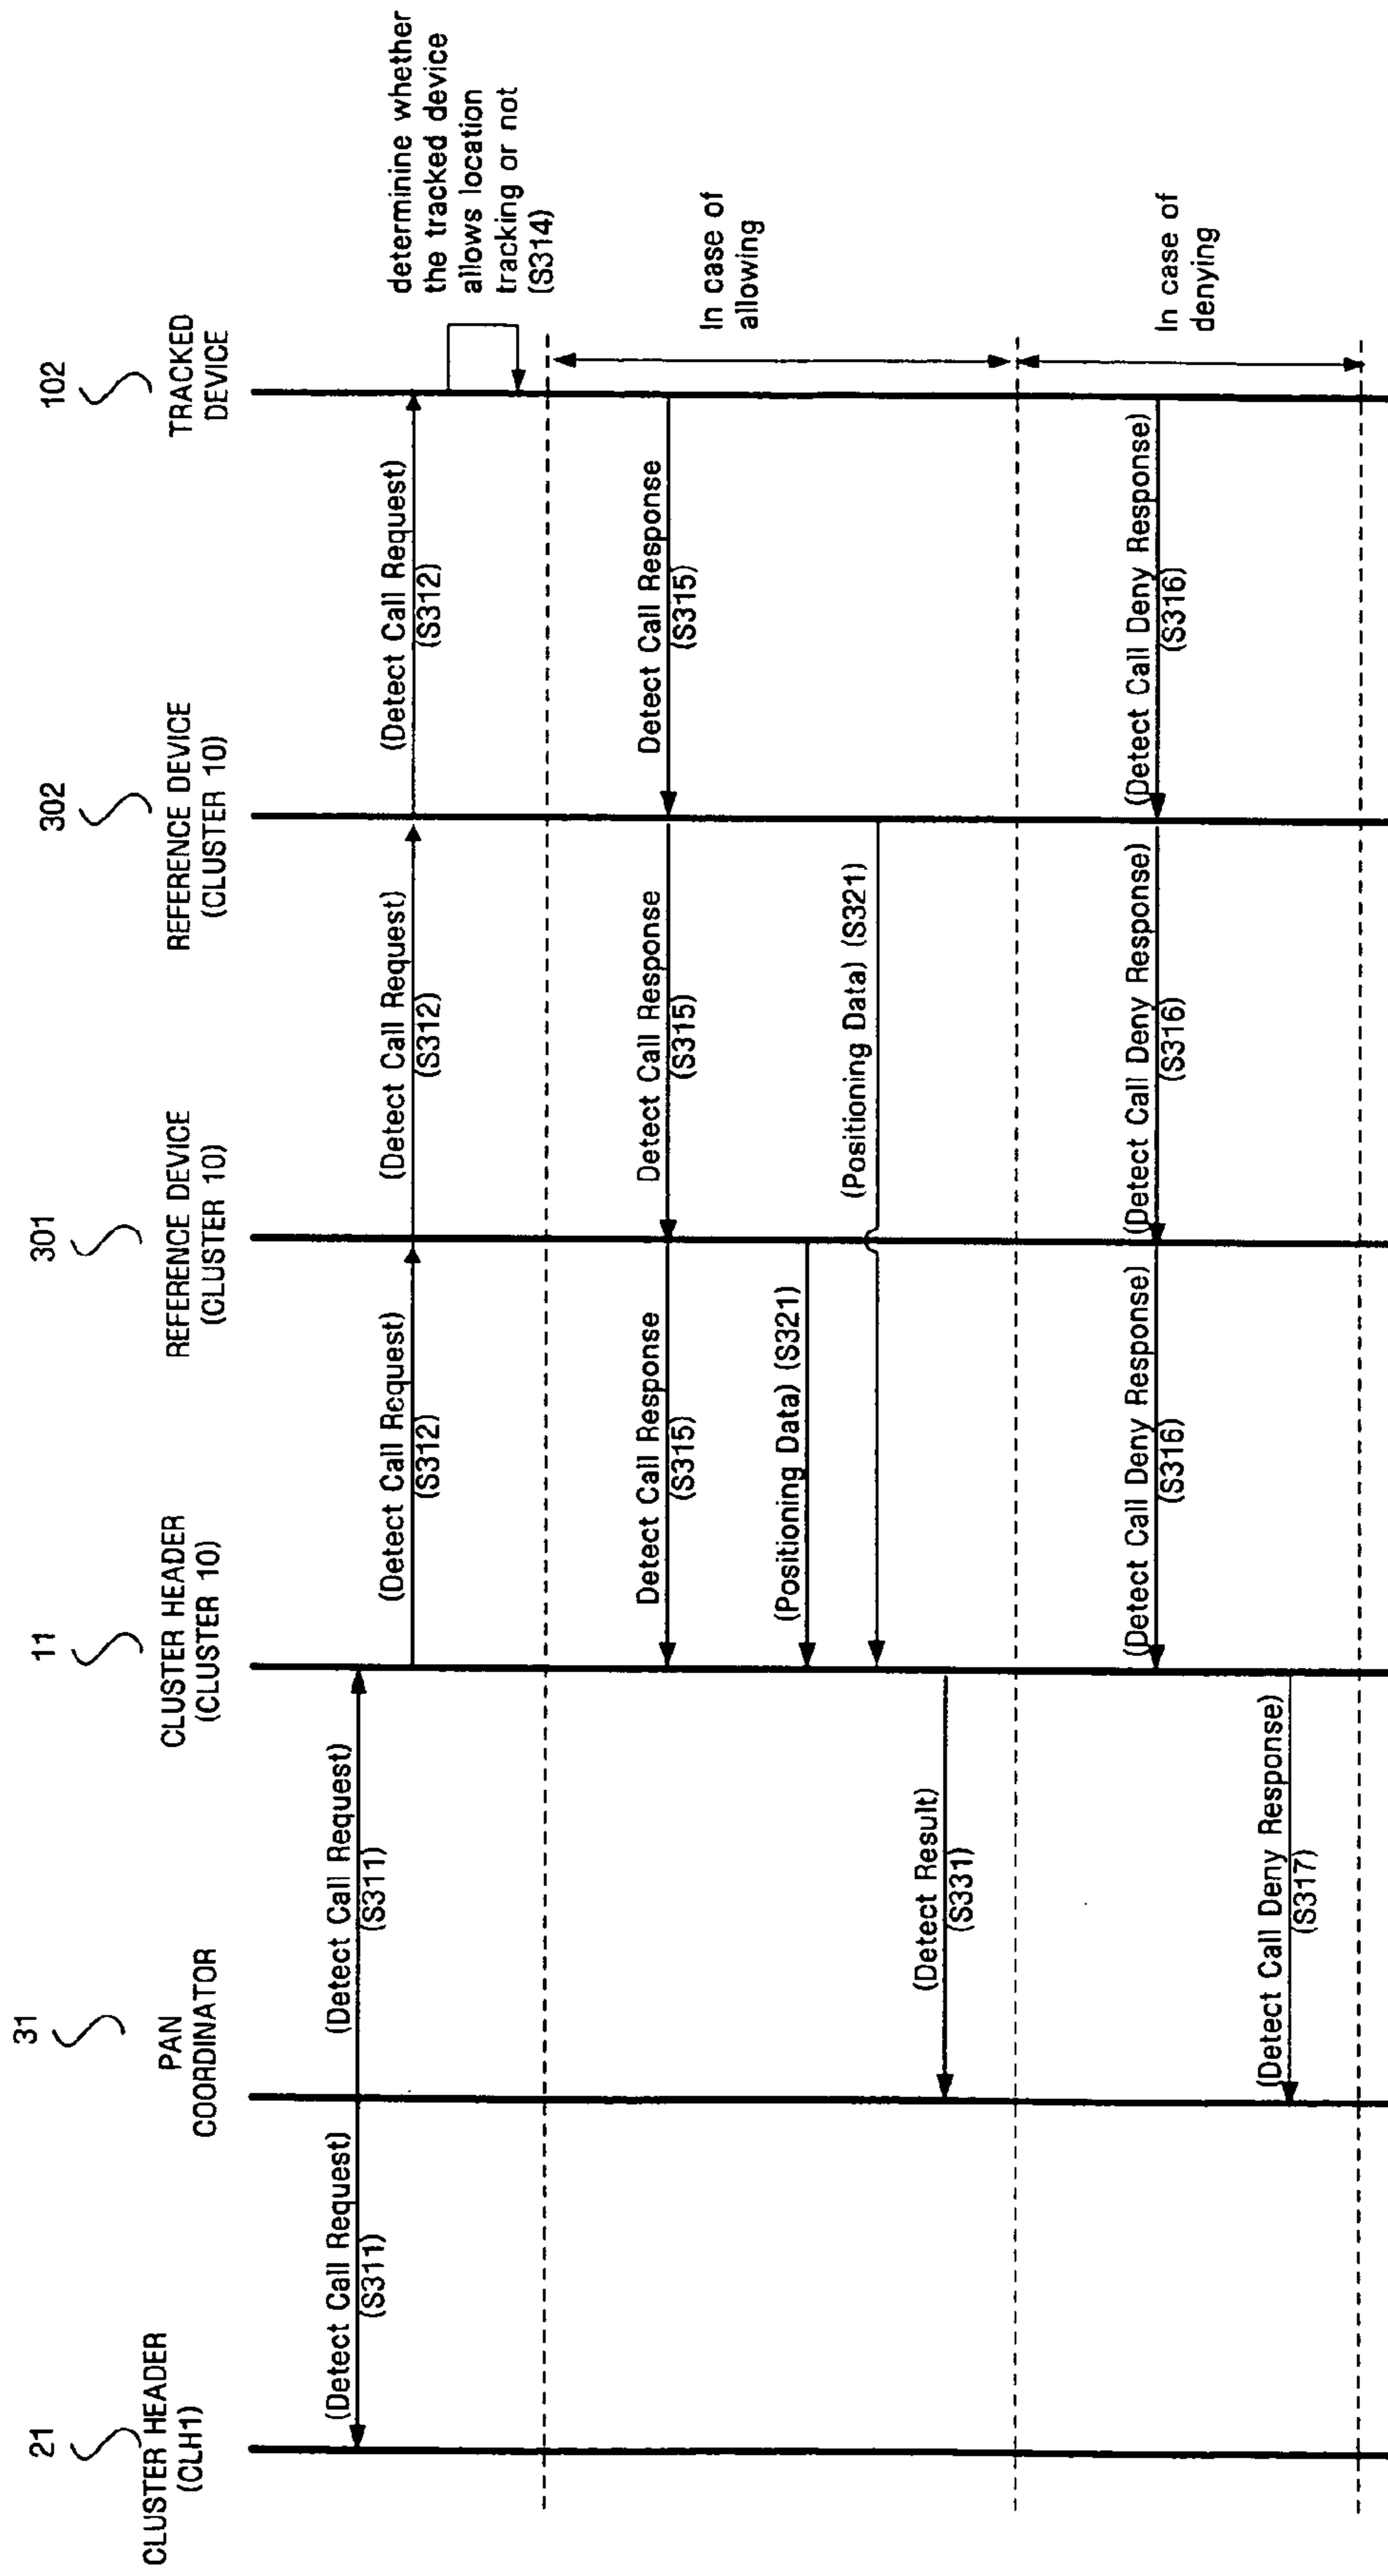 21
CLUSTER HEADER
(CLH1)
31
PAN
COORDINATOR
11
CLUSTER HEADER
(CLUSTER 10)
301
REFERENCE DEVICE
(CLUSTER 10)
302
REFERENCE DEVICE
(CLUSTER 10)
102
TRACKED
DEVICE
(Detect Call Request)
(S311)
(Detect Call Request)
(S311)
(Detect Call Request)
(S312)
(Detect Call Request)
(S312)
(Detect Call Request)
(S312)
determinine whether
the tracked device
allows location
tracking or not
(S314)
Detect Call Response
(S315)
Detect Call Response
(S315)
Detect Call Response
(S315)
In case of
allowing
(Positioning Data) (S321)
(Positioning Data) (S321)
(Detect Result)
(S331)
(Detect Call Deny Response)
(S316)
(Detect Call Deny Response)
(S316)
(Detect Call Deny Response)
(S316)
In case of
denying
(Detect Call Deny Response)
(S317)